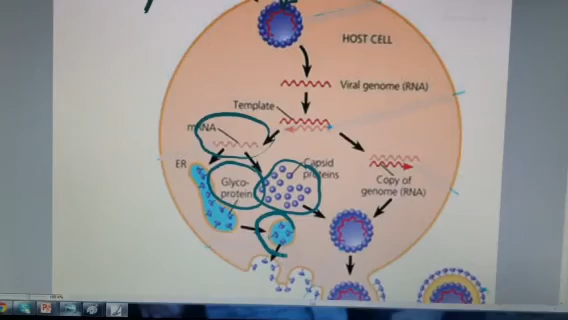 HOST CELL
Viral genome (RNA)
Template
mRNA
ER
Capsid
proteins
Glyco-
protein
Copy of
genome (RNA)